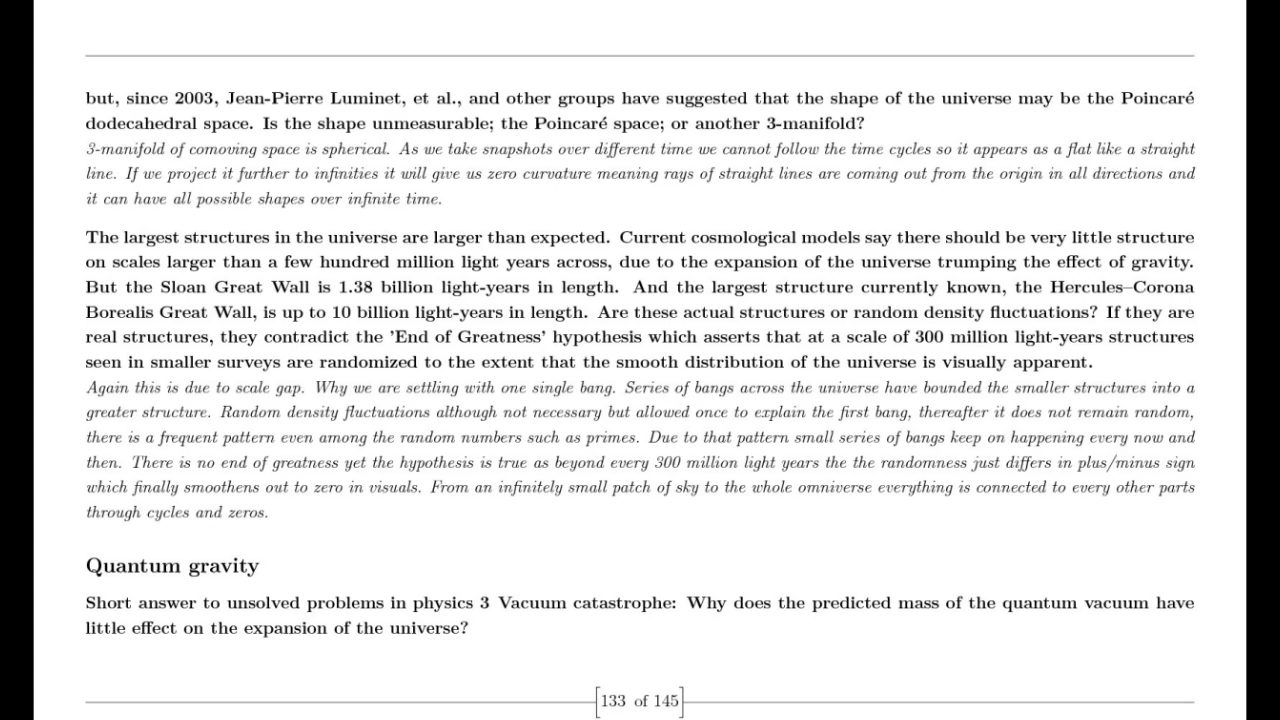 but, since 2003, Jean-Pierre Luminet, et al., and other groups have suggested that the shape of the universe may be the Poincaré
dodecahedral space. Is the shape unmeasurable; the Poincaré space; or another 3-manifold?
3-manifold of comoving space is spherical. As we take snapshots over different time we cannot follow the time cycles so it appears as a flat like a straight
line. If we project it further to infinities it will give us zero curvature meaning rays of straight lines are coming out from the origin in all directions and
it can have all possible shapes over infinite time.
The largest structures in the universe are larger than expected. Current cosmological models say there should be very little structure
on scales larger than a few hundred million light years across, due to the expansion of the universe trumping the effect of gravity.
But the Sloan Great Wall is 1.38 billion light-years in length. And the largest structure currently known, the Hercules–Corona
Borealis Great Wall, is up to 10 billion light-years in length. Are these actual structures or random density fluctuations? If they are
real structures, they contradict the 'End of Greatness' hypothesis which asserts that at a scale of 300 million light-years structures
seen in smaller surveys are randomized to the extent that the smooth distribution of the universe is visually apparent.
Again this is due to scale gap. Why we are settling with one single bang. Series of bangs across the universe have bounded the smaller structures into a
greater structure. Random density fluctuations although not necessary but allowed once to explain the first bang, thereafter it does not remain random,
there is a frequent pattern even among the random numbers such as primes. Due to that pattern small series of bangs keep on happening every now and
then. There is no end of greatness yet the hypothesis is true as beyond every 300 million light years the the randomness just differs in plus/minus sign
which finally smoothens out to zero in visuals. From an infinitely small patch of sky to the whole omniverse everything is connected to every other parts
through cycles and zeros.
Quantum gravity
Short answer to unsolved problems in physics 3 Vacuum catastrophe: Why does the predicted mass of the quantum vacuum have
little effect on the expansion of the universe?
133 of 145